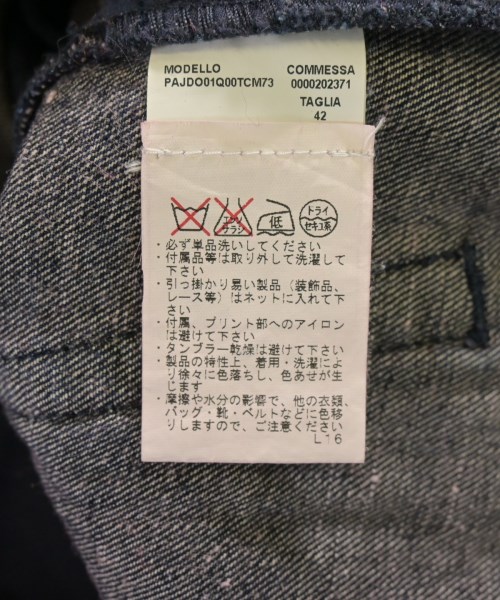 MODELLO COMMESSA
PAJDO01Q00TCM73 0000202371
TAGLIA
42
エンソ
サラシ
低
ドライ
セキユ系
・必ず単品洗いしてください
・付属品等は取り外して洗濯して
下さい
・引っ掛かり易い製品（装飾品、
レース等）はネットに入れて下
さい
・付属、プリント部へのアイロン
は避けて下さい
・タンブラー乾燥は避けて下さい
・製品の特性上、着用・洗濯によ
り徐々に色落ちし、色あせが生
じます
・摩擦や水分の影響で、他の衣類、
バッグ・靴・ベルトなどに色移
りしますので、ご注意ください
L16